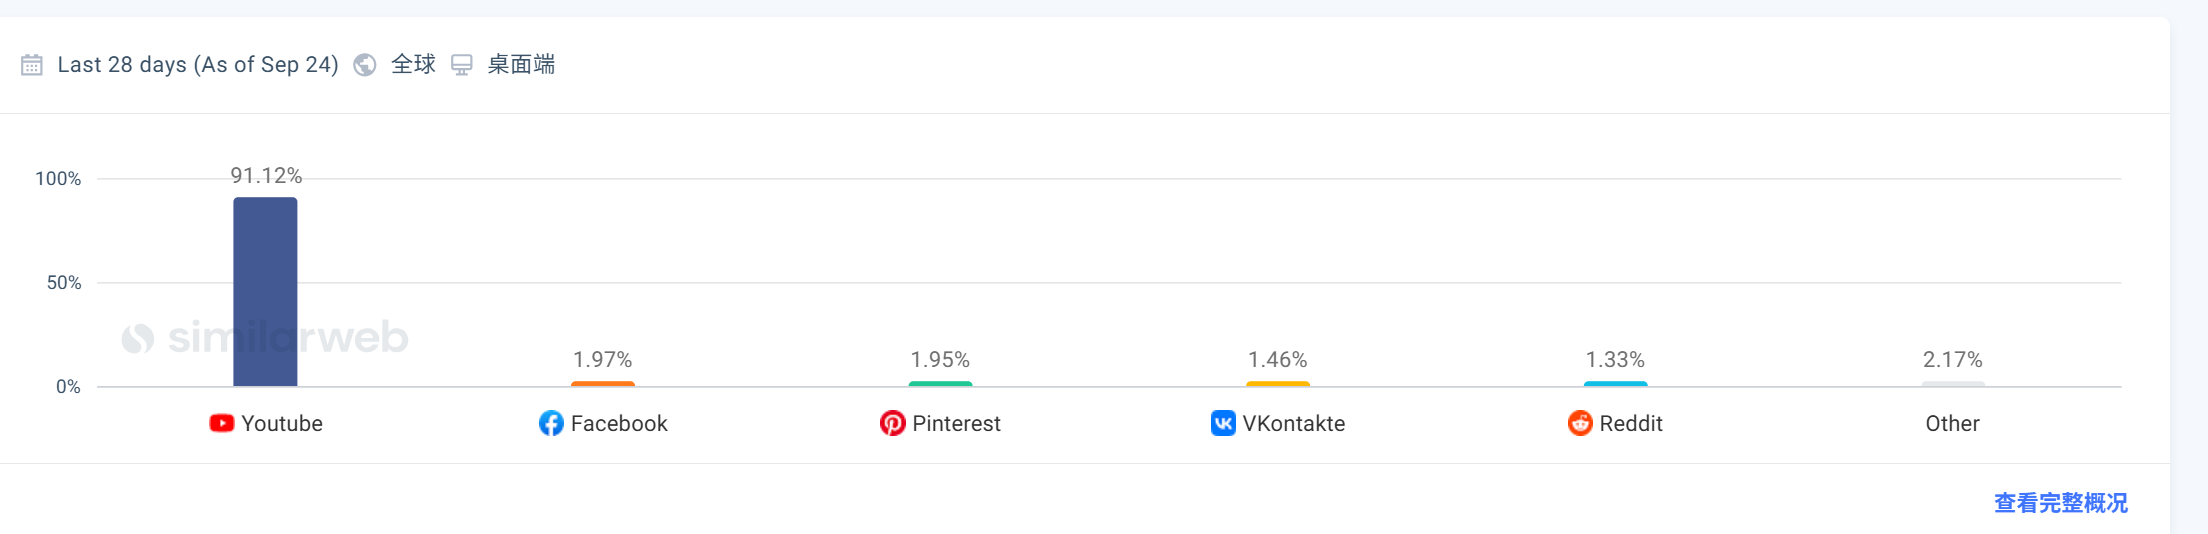 Last 28 days (As of Sep 24) 全球 桌面端
91.12%
100%
50%
similarweb
1.97% 1.95% 1.46% 1.33% 2.17%
0%
Youtube Facebook Pinterest VKontakte Reddit Other
查看完整概况